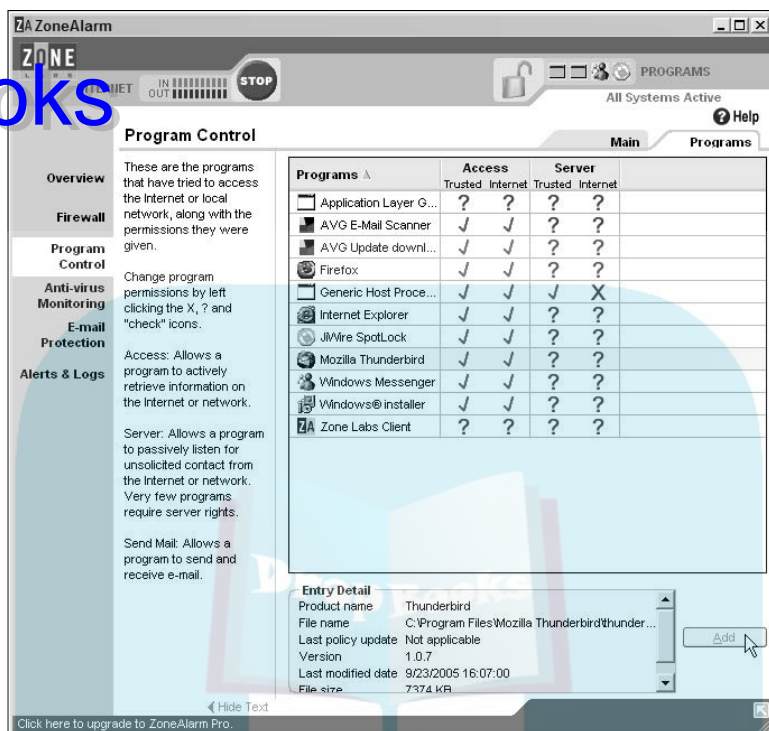 ZA ZoneAlarm
ZONE
LABS
oks
INTERNET IN OUT STOP
PROGRAMS
All Systems Active
? Help
Program Control
Main Programs
Overview
Firewall
Program
Control
Anti-virus
Monitoring
E-mail
Protection
Alerts & Logs
These are the programs
that have tried to access
the Internet or local
network, along with the
permissions they were
given.
Change program
permissions by left
clicking the X, ? and
"check" icons.
Access: Allows a
program to actively
retrieve information on
the Internet or network.
Server: Allows a program
to passively listen for
unsolicited contact from
the Internet or network.
Very few programs
require server rights.
Send Mail: Allows a
program to send and
receive e-mail.
Programs Access Server
Trusted Internet Trusted Internet
Application Layer G... ? ? ? ?
AVG E-Mail Scanner √ √ ? ?
AVG Update downl... √ √ ? ?
Firefox √ √ ? ?
Generic Host Proce... √ √ √ X
Internet Explorer √ √ ? ?
JiWire SpotLock √ √ ? ?
Mozilla Thunderbird √ √ ? ?
Windows Messenger √ √ ? ?
Windows® installer √ √ ? ?
ZA Zone Labs Client ? ? ? ?
DropBooks
Entry Detail
Product name Thunderbird
File name C:\Program Files\Mozilla Thunderbird\thunder...
Last policy update Not applicable
Version 1.0.7
Last modified date 9/23/2005 16:07:00
File size 7374 KB
Add
Hide Text
Click here to upgrade to ZoneAlarm Pro.